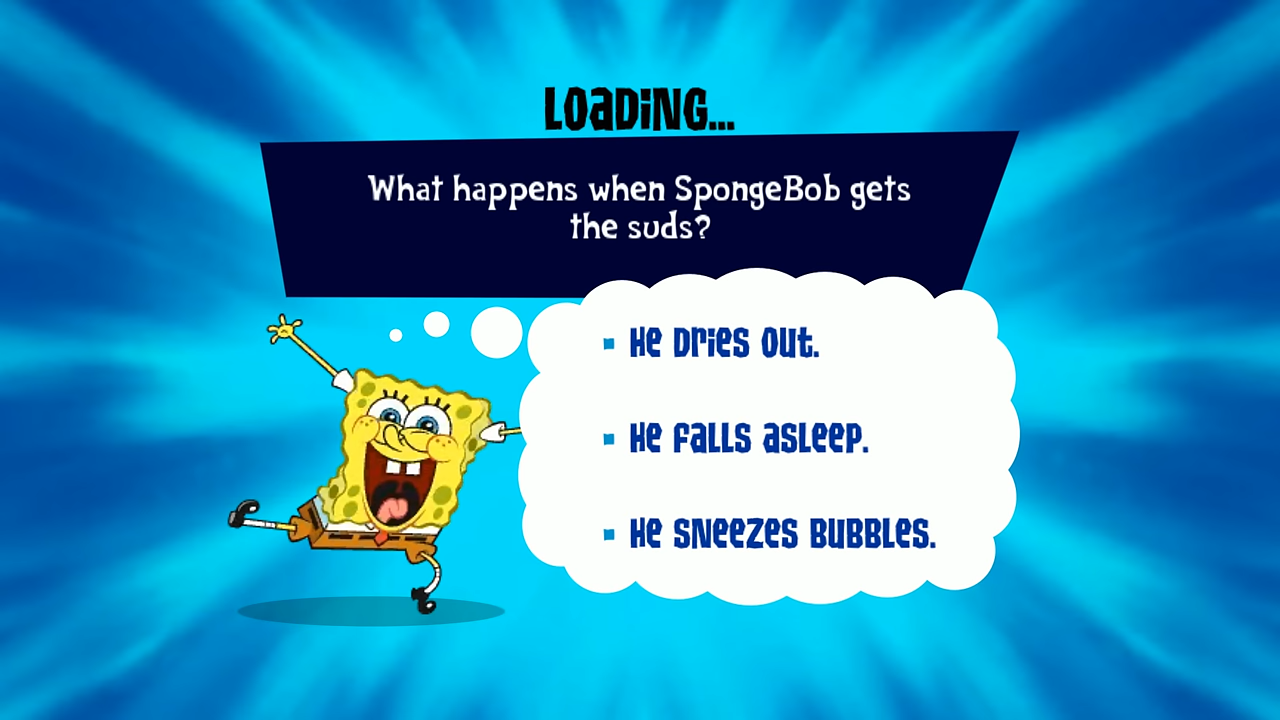 LOADING...
What happens when SpongeBob gets
the suds?
He dries out.
He falls asleep.
He sneezes bubbles.